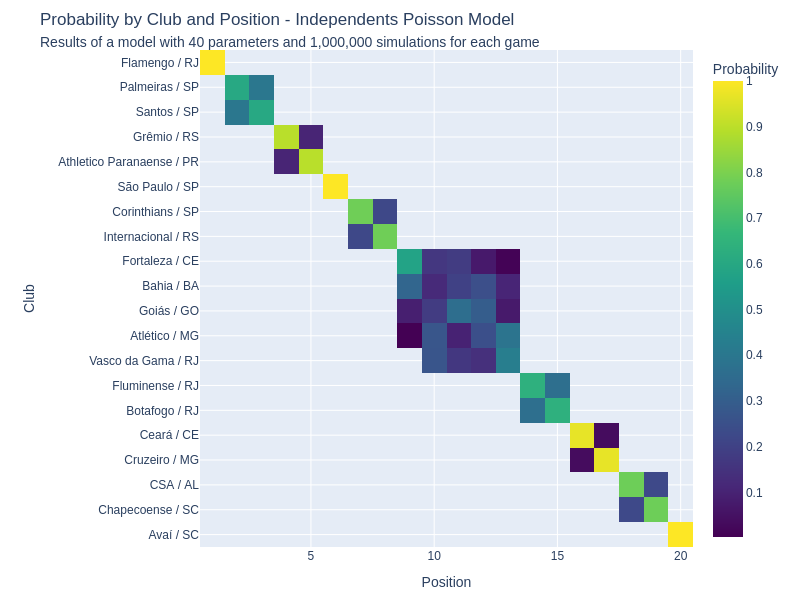 Probability by Club and Position - Independents Poisson Model
Results of a model with 40 parameters and 1,000,000 simulations for each game
Probability
1
0.9
0.8
0.7
0.6
0.5
0.4
0.3
0.2
0.1
Club
Flamengo / RJ
Palmeiras / SP
Santos / SP
Grêmio / RS
Athletico Paranaense / PR
São Paulo / SP
Corinthians / SP
Internacional / RS
Fortaleza / CE
Bahia / BA
Goiás / GO
Atlético / MG
Vasco da Gama / RJ
Fluminense / RJ
Botafogo / RJ
Ceará / CE
Cruzeiro / MG
CSA / AL
Chapecoense / SC
Avaí / SC
5 10 15 20
Position